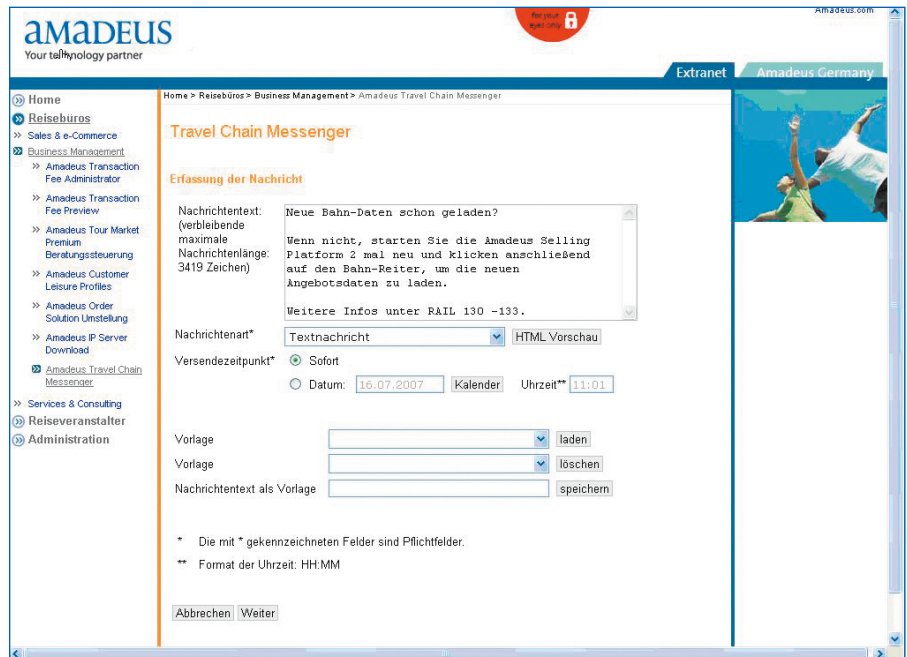 Amadeus.com
for your
eyes only
amadeus
Your technology partner
Extranet
Amadeus Germany
Home
Reisebüros
Sales & e-Commerce
Business Management
Amadeus Transaction
Fee Administrator
Amadeus Transaction
Fee Preview
Amadeus Tour Market
Premium
Beratungssteuerung
Amadeus Customer
Leisure Profiles
Amadeus Order
Solution Umstellung
Amadeus IP Server
Download
Amadeus Travel Chain
Messenger
Services & Consulting
Reiseveranstalter
Administration
Home > Reisebüros > Business Management > Amadeus Travel Chain Messenger
Travel Chain Messenger
Erfassung der Nachricht
Nachrichtentext:
(verbleibende
maximale
Nachrichtenlänge:
3419 Zeichen)
Neue Bahn-Daten schon geladen?
Wenn nicht, starten Sie die Amadeus Selling
Platform 2 mal neu und klicken anschließend
auf den Bahn-Reiter, um die neuen
Angebotsdaten zu laden.
Weitere Infos unter RAIL 130 -133.
Nachrichtenart* Textnachricht HTML Vorschau
Versendezeitpunkt* Sofort
Datum: 16.07.2007 Kalender Uhrzeit** 11:01
Vorlage laden
Vorlage löschen
Nachrichtentext als Vorlage speichern
* Die mit * gekennzeichneten Felder sind Pflichtfelder.
** Format der Uhrzeit: HH:MM
Abbrechen Weiter